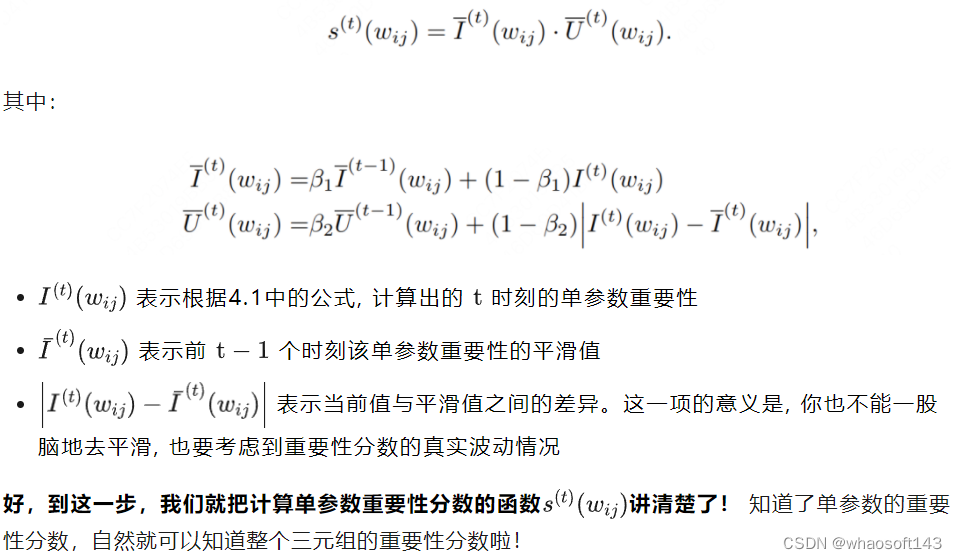 s^{(t)}(w_{ij}) = \overline{I}^{(t)}(w_{ij}) · \overline{U}^{(t)}(w_{ij}).
其中：
\overline{I}^{(t)}(w_{ij}) =β_1\overline{I}^{(t−1)}(w_{ij}) + (1 − β_1)I^{(t)}(w_{ij})
\overline{U}^{(t)}(w_{ij}) =β_2\overline{U}^{(t−1)}(w_{ij}) + (1 − β_2)|I^{(t)}(w_{ij}) − \overline{I}^{(t)}(w_{ij})|,
• I^{(t)}(w_{ij}) 表示根据4.1中的公式, 计算出的 t 时刻的单参数重要性
• \bar{I}^{(t)}(w_{ij}) 表示前 t − 1 个时刻该单参数重要性的平滑值
• |I^{(t)}(w_{ij}) − \bar{I}^{(t)}(w_{ij})| 表示当前值与平滑值之间的差异。这一项的意义是, 你也不能一股
脑地去平滑, 也要考虑到重要性分数的真实波动情况
好，到这一步，我们就把计算单参数重要性分数的函数s^{(t)}(w_{ij})讲清楚了！ 知道了单参数的重要
性分数，自然就可以知道整个三元组的重要性分数啦！
CSDN @whaosoft143